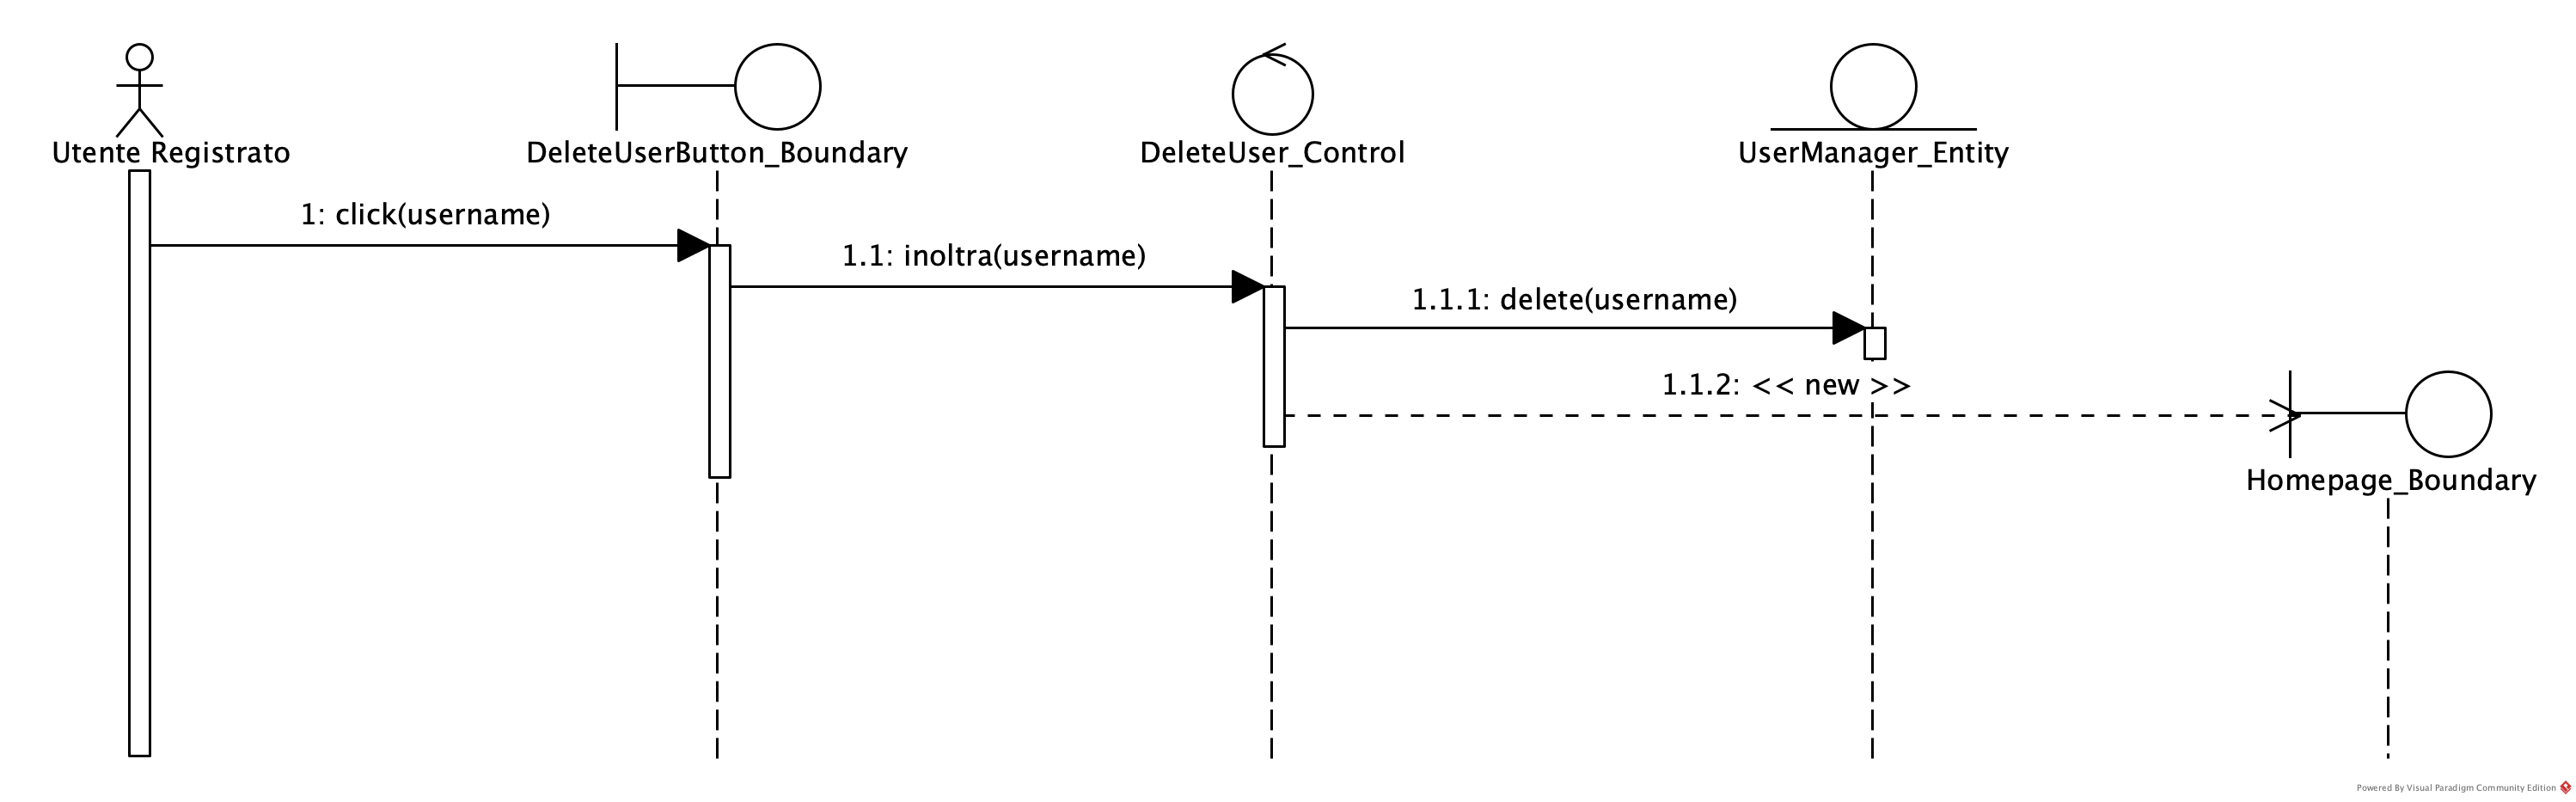 Utente Registrato
DeleteUserButton_Boundary
DeleteUser_Control
UserManager_Entity
1: click(username)
1.1: inoltra(username)
1.1.1: delete(username)
1.1.2: << new >>
Homepage_Boundary
Powered By Visual Paradigm Community Edition